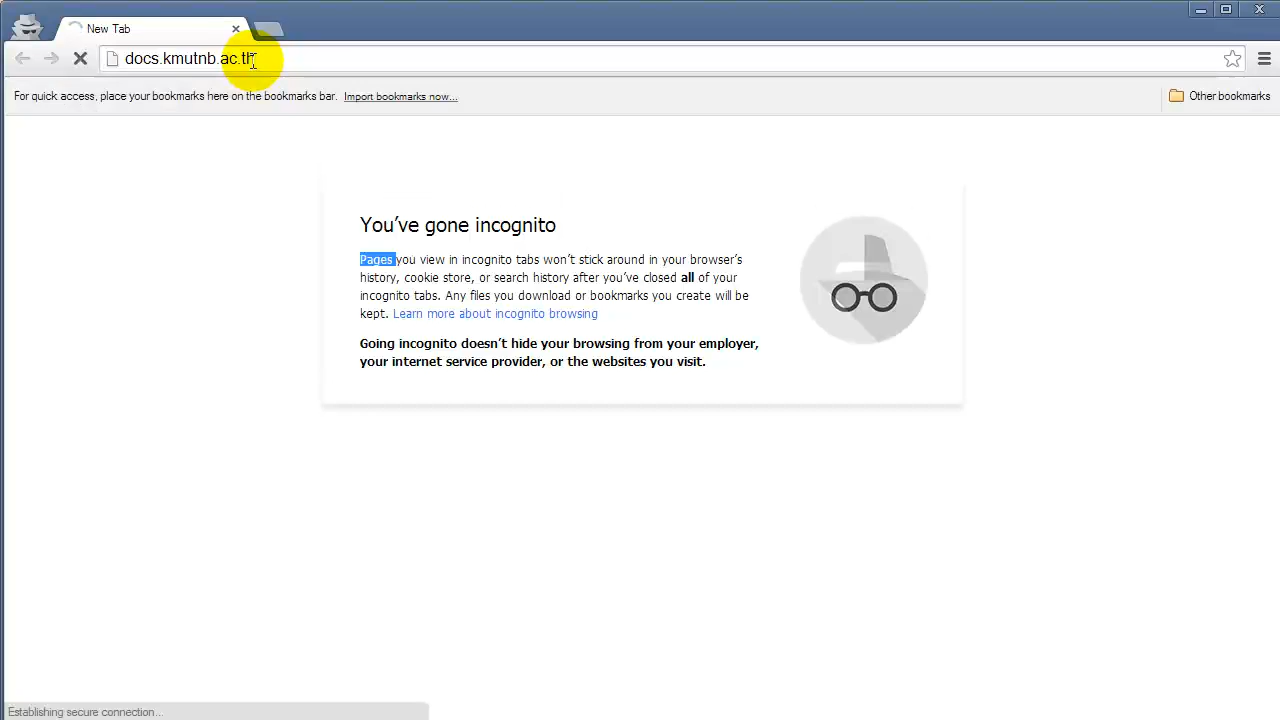 New Tab
docs.kmutnb.ac.th
For quick access, place your bookmarks here on the bookmarks bar. Import bookmarks now... Other bookmarks
You've gone incognito
Pages you view in incognito tabs won't stick around in your browser's
history, cookie store, or search history after you've closed all of your
incognito tabs. Any files you download or bookmarks you create will be
kept. Learn more about incognito browsing
Going incognito doesn't hide your browsing from your employer,
your internet service provider, or the websites you visit.
Establishing secure connection...